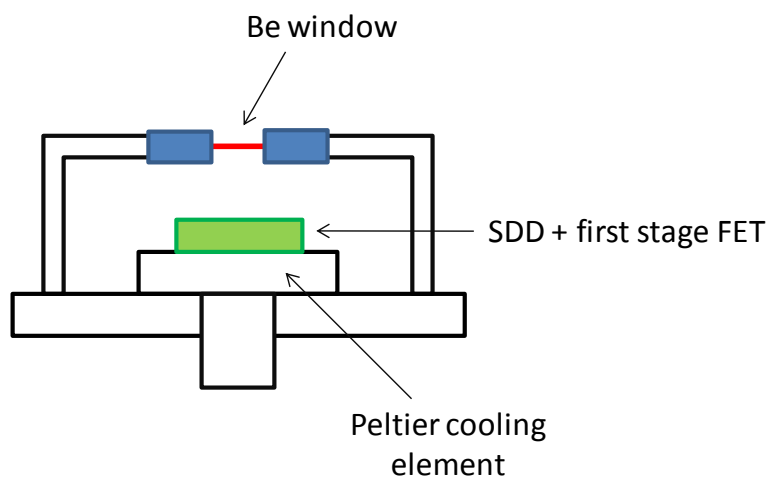 Be window
SDD + first stage FET
Peltier cooling
element